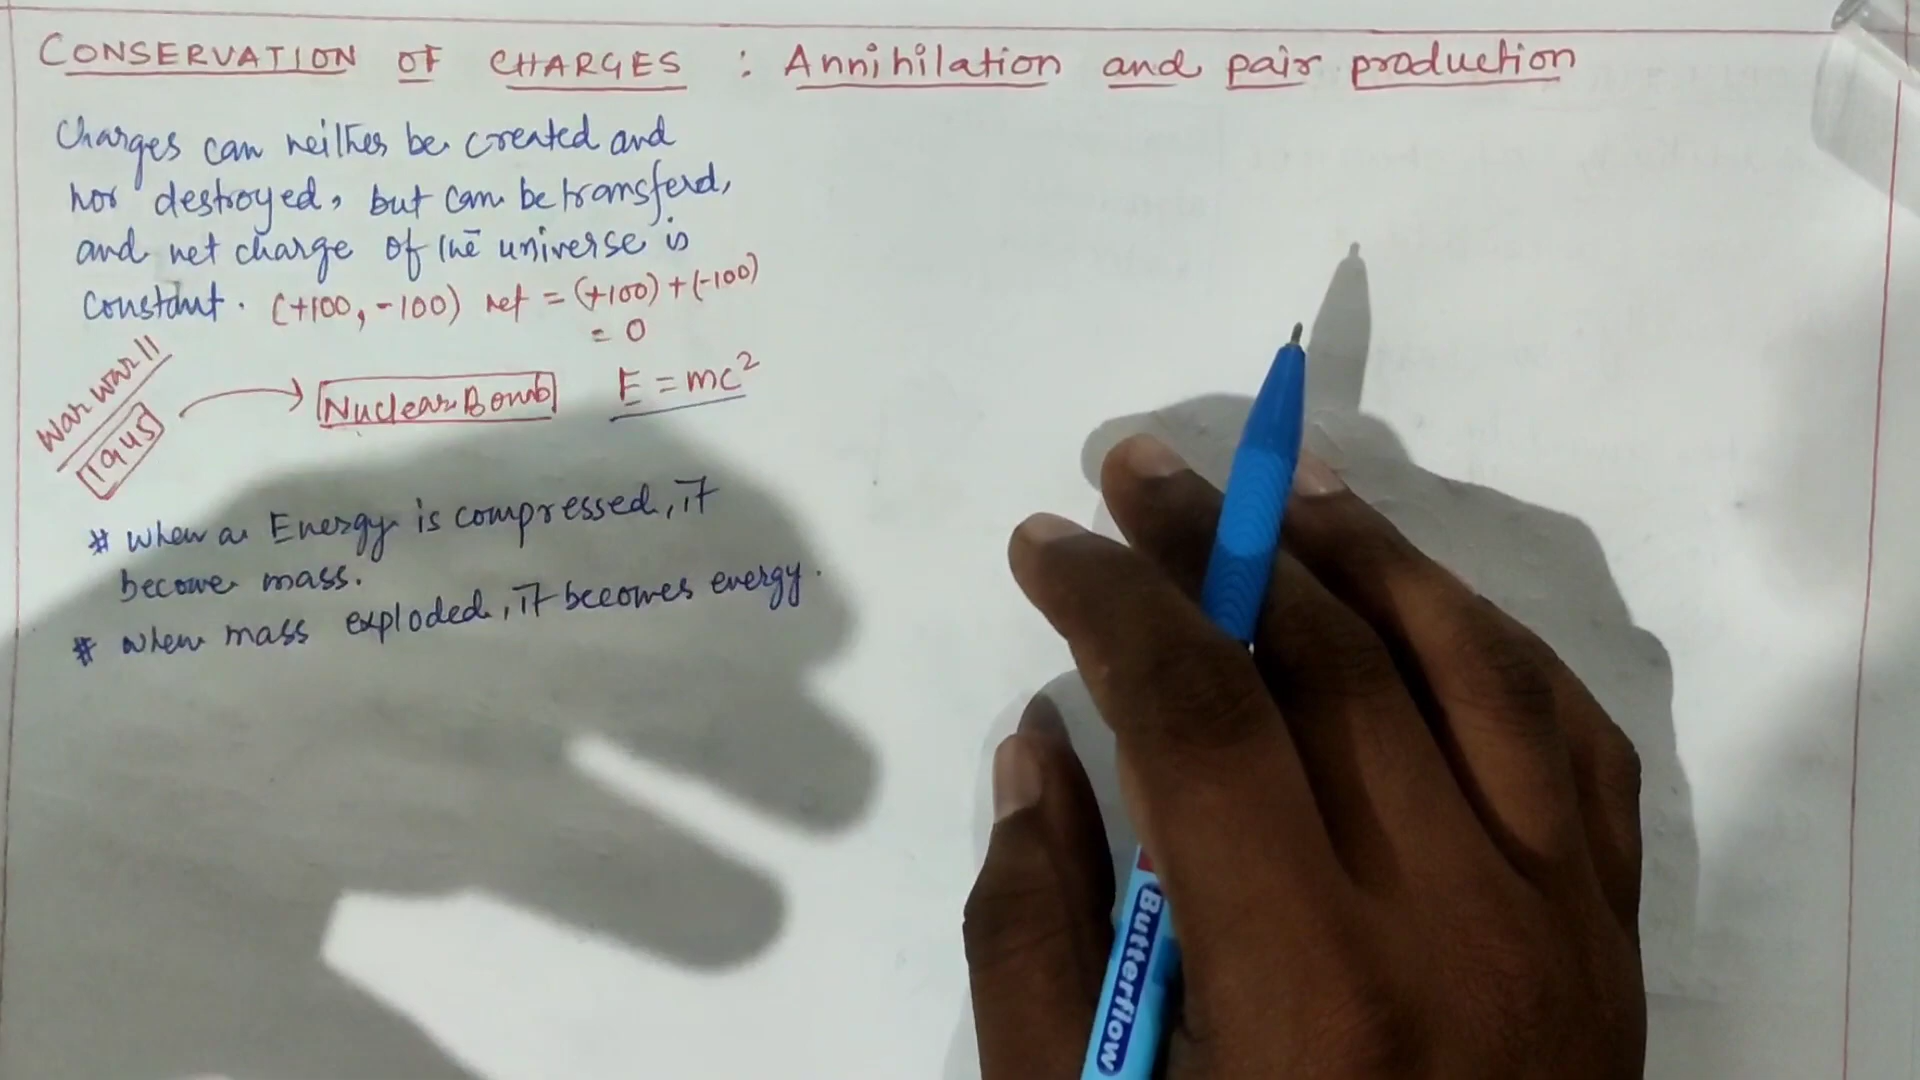 CONSERVATION OF CHARGES : Annihilation and pair production
Charges can neither be created and
nor destroyed, but can be transferd,
and net charge of the universe is
constant. (+100, -100) net = (+100) + (-100)
= 0
War war II
1945
Nuclear Bomb
E = mc²
# when a Energy is compressed, it
become mass.
# when mass exploded, it becomes energy.
Butterflow